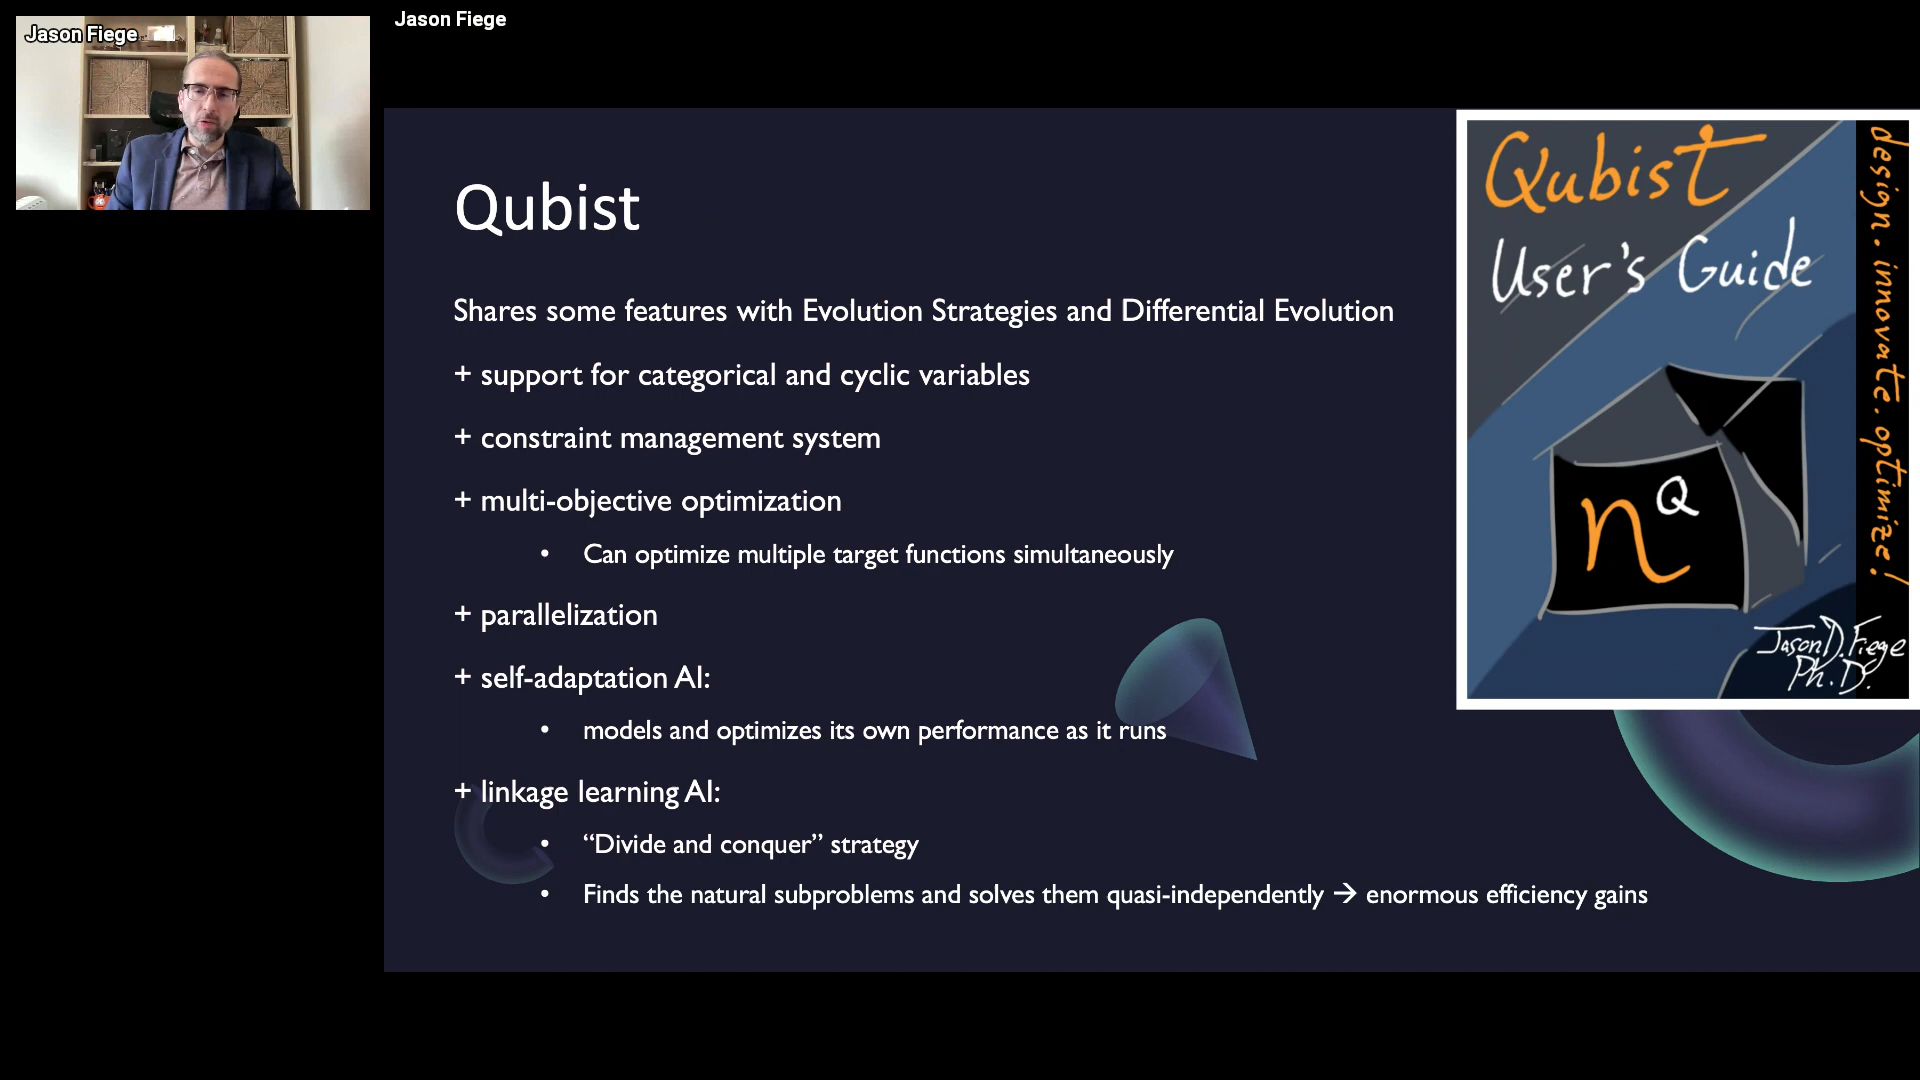 Jason Fiege
Jason Fiege
Qubist
Shares some features with Evolution Strategies and Differential Evolution
+ support for categorical and cyclic variables
+ constraint management system
+ multi-objective optimization
• Can optimize multiple target functions simultaneously
+ parallelization
+ self-adaptation AI:
• models and optimizes its own performance as it runs
+ linkage learning AI:
• “Divide and conquer” strategy
• Finds the natural subproblems and solves them quasi-independently → enormous efficiency gains
Qubist
User's Guide
design. innovate. optimize!
n^Q
Jason D. Fiege
Ph.D.